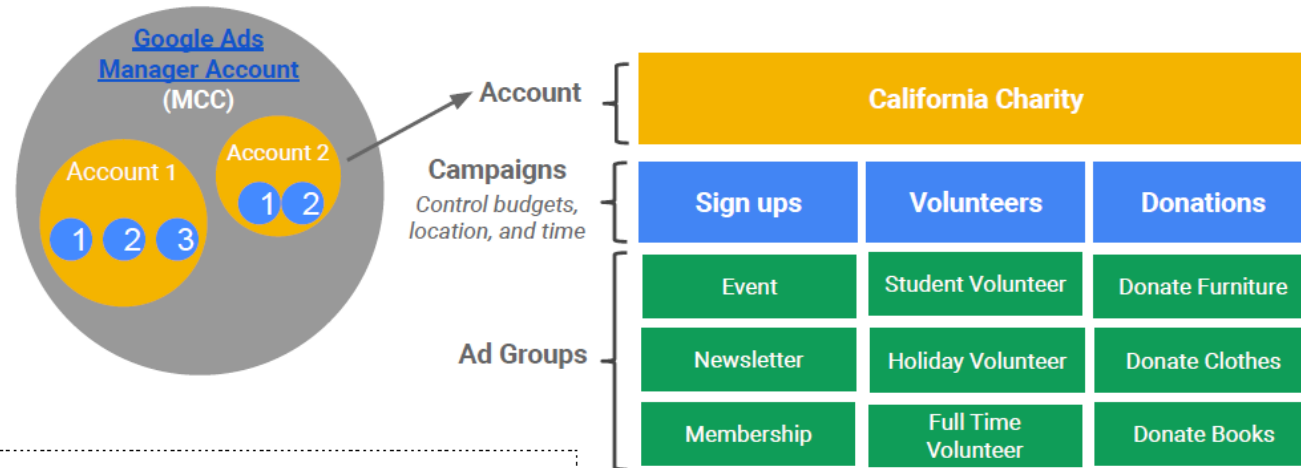 Google Ads
Manager Account
(MCC)
Account 1
1 2 3
Account 2
1 2
Account
California Charity
Campaigns
Control budgets,
location, and time
Sign ups
Volunteers
Donations
Ad Groups
Event
Student Volunteer
Donate Furniture
Newsletter
Holiday Volunteer
Donate Clothes
Membership
Full Time
Volunteer
Donate Books